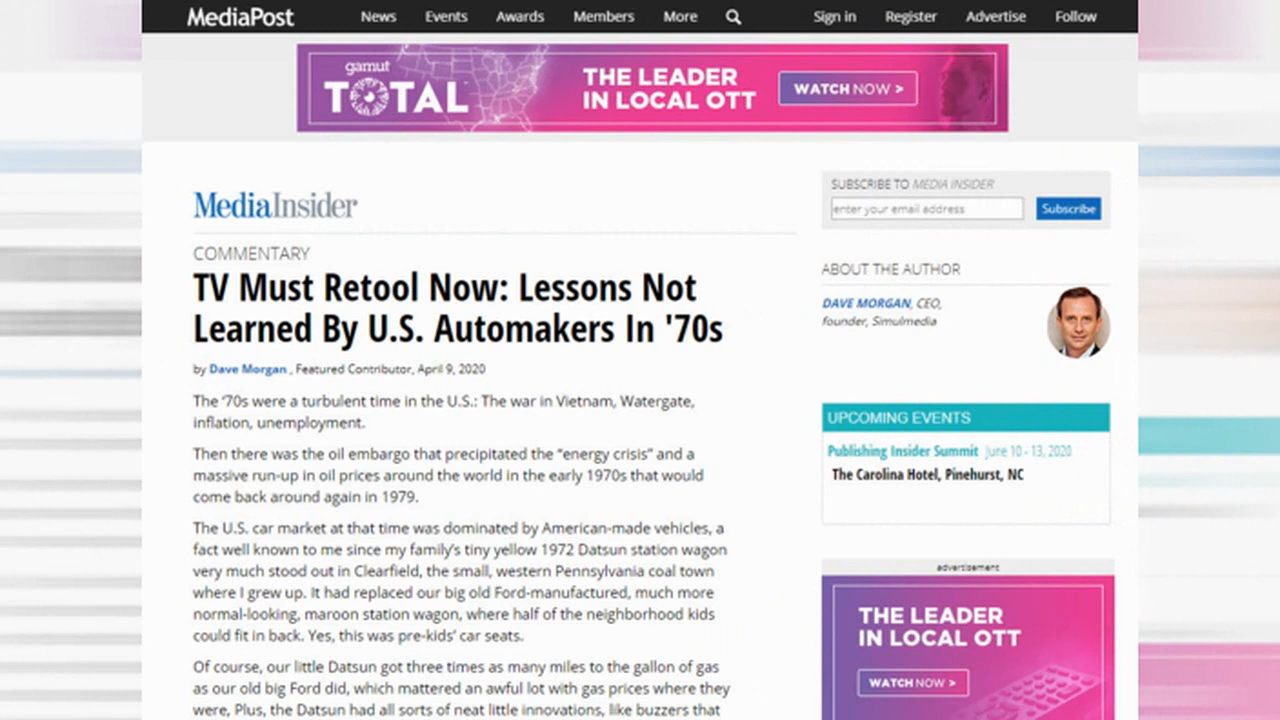 MediaPost
News Events Awards Members More
Sign in Register Advertise Follow
gamut
TOTAL
THE LEADER
IN LOCAL OTT
WATCH NOW >
MediaInsider
COMMENTARY
TV Must Retool Now: Lessons Not
Learned By U.S. Automakers In '70s
by Dave Morgan , Featured Contributor, April 9, 2020
The '70s were a turbulent time in the U.S.: The war in Vietnam, Watergate,
inflation, unemployment.
Then there was the oil embargo that precipitated the “energy crisis” and a
massive run-up in oil prices around the world in the early 1970s that would
come back around again in 1979.
The U.S. car market at that time was dominated by American-made vehicles, a
fact well known to me since my family’s tiny yellow 1972 Datsun station wagon
very much stood out in Clearfield, the small, western Pennsylvania coal town
where I grew up. It had replaced our big old Ford-manufactured, much more
normal-looking, maroon station wagon, where half of the neighborhood kids
could fit in back. Yes, this was pre-kids’ car seats.
Of course, our little Datsun got three times as many miles to the gallon of gas
as our old big Ford did, which mattered an awful lot with gas prices where they
were, Plus, the Datsun had all sorts of neat little innovations, like buzzers that
SUBSCRIBE TO MEDIA INSIDER
enter your email address
Subscribe
ABOUT THE AUTHOR
DAVE MORGAN, CEO,
founder, Simulmedia
UPCOMING EVENTS
Publishing Insider Summit June 10 - 13, 2020
The Carolina Hotel, Pinehurst, NC
advertisement
THE LEADER
IN LOCAL OTT
WATCH NOW >